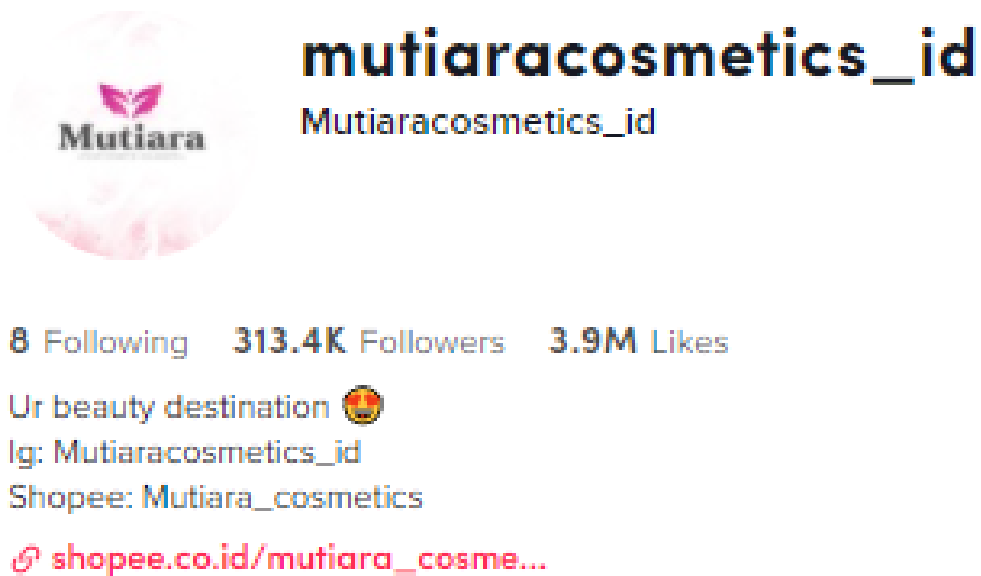 mutiaracosmetics_id
Mutiaracosmetics_id
Mutiara
8 Following 313.4K Followers 3.9M Likes
Ur beauty destination 😍
Ig: Mutiaracosmetics_id
Shopee: Mutiara_cosmetics
shopee.co.id/mutiara_cosme...